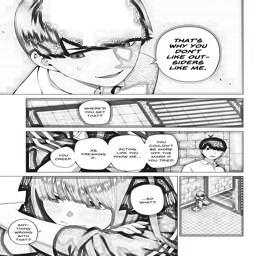 THAT'S
WHY YOU
DON'T
LIKE OUT-
SIDERS
LIKE ME.
WHERE'D
YOU GET
THAT?
YOU
COULDN'T BE
MORE OFF
THE MARK IF
YOU TRIED.
ACTING
LIKE YOU
KNOW ME...
AS
FREAKING
IF.
YOU
CREEP.
...SO
WHAT?
ANY-
THING
WRONG
WITH
THAT?